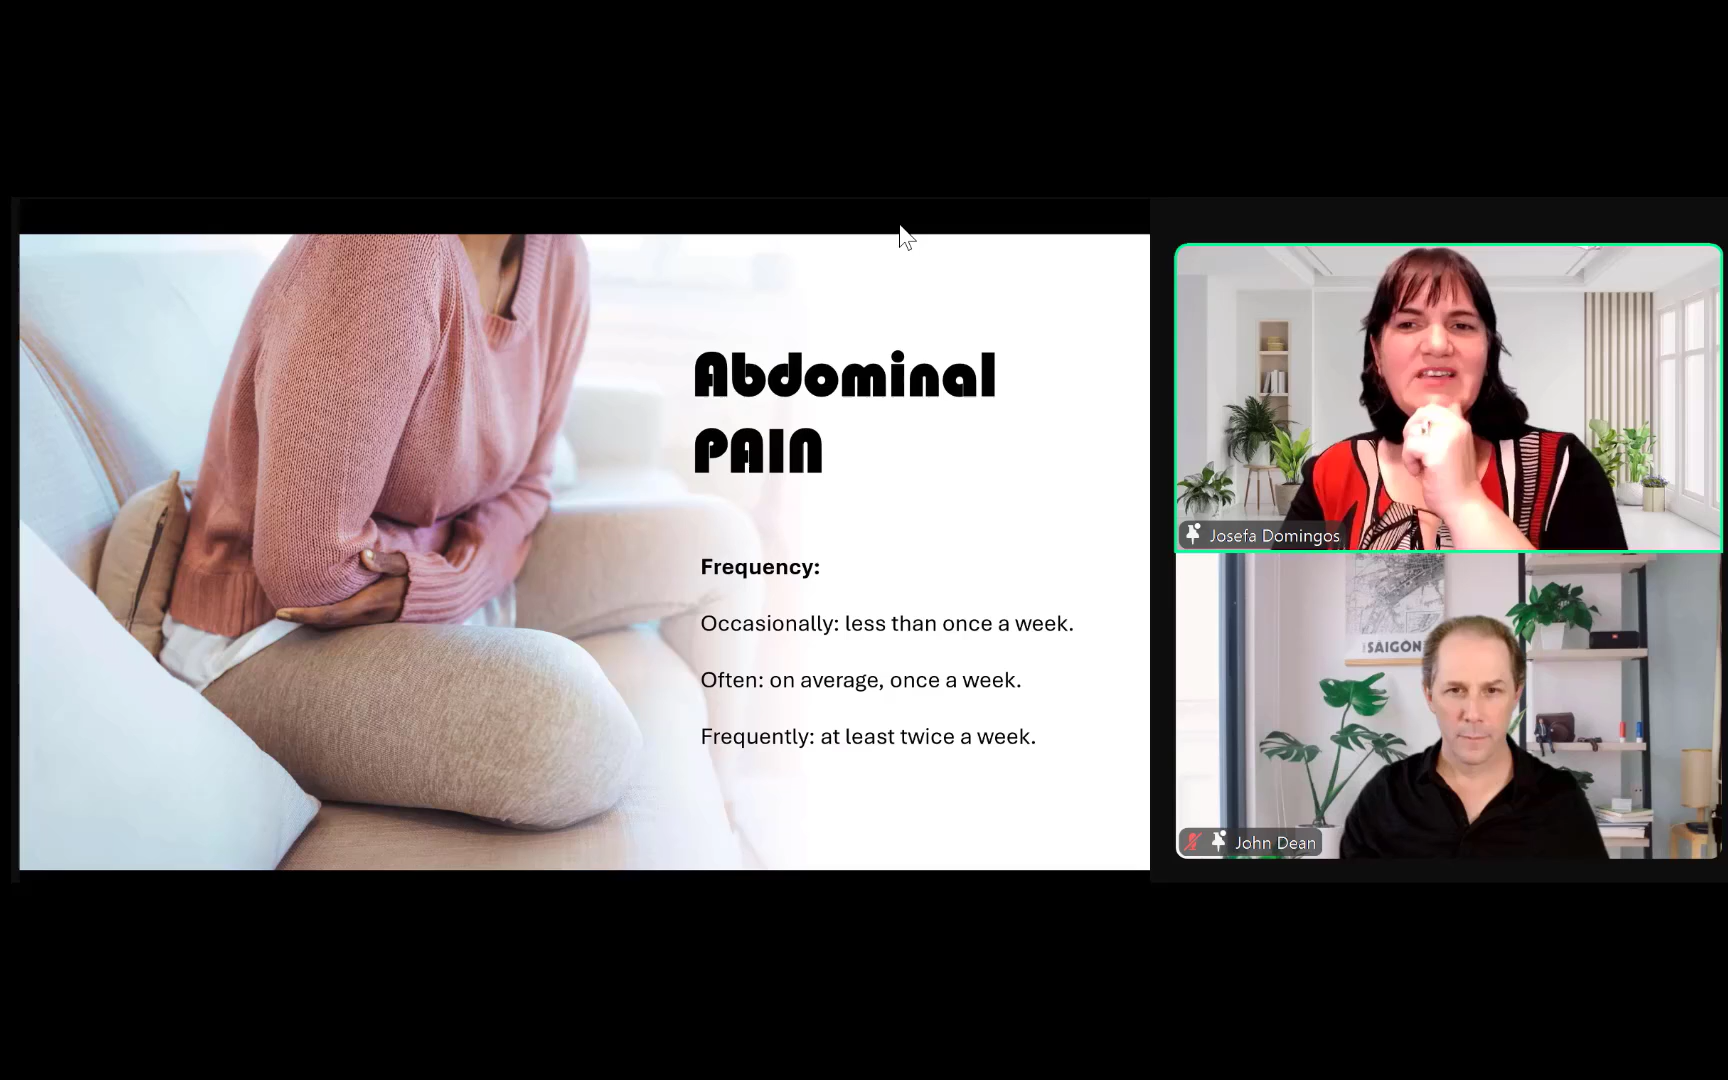 Abdominal
PAIN
Frequency:
Occasionally: less than once a week.
Often: on average, once a week.
Frequently: at least twice a week.
Josefa Domingos
SAIGON
John Dean